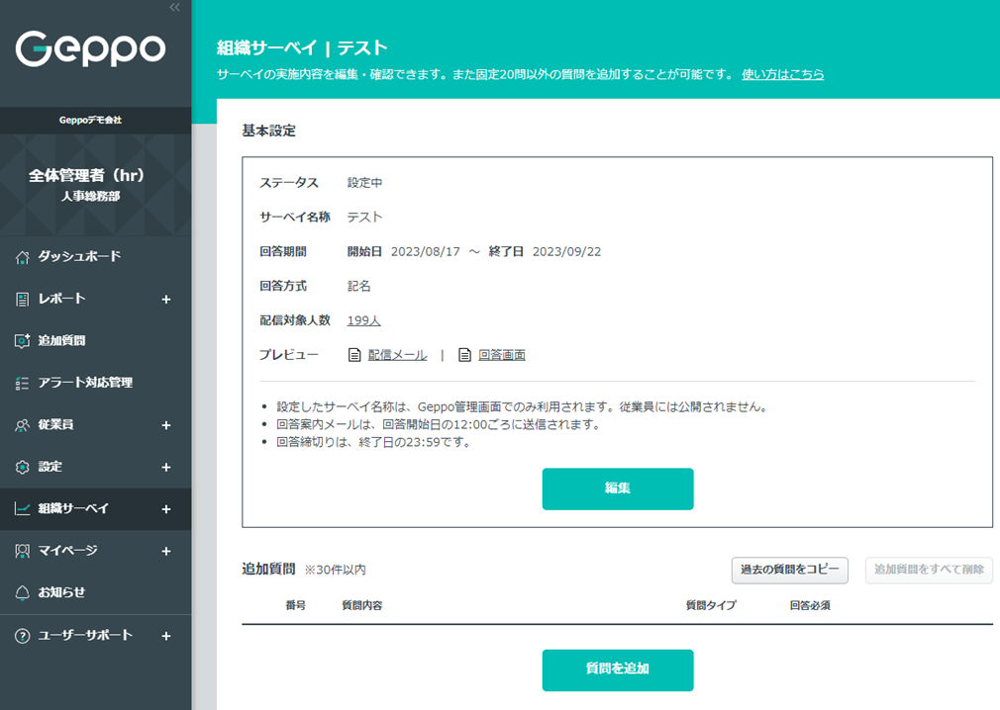 Geppo
Geppoデモ会社
全体管理者（hr）
人事総務部
ダッシュボード
レポート +
追加質問
アラート対応管理
従業員 +
設定 +
組織サーベイ +
マイページ +
お知らせ
ユーザーサポート +
組織サーベイ | テスト
サーベイの実施内容を編集・確認できます。また固定20問以外の質問を追加することが可能です。 使い方はこちら
基本設定
ステータス 設定中
サーベイ名称 テスト
回答期間 開始日 2023/08/17 ～ 終了日 2023/09/22
回答方式 記名
配信対象人数 199人
プレビュー 配信メール | 回答画面
• 設定したサーベイ名称は、Geppo管理画面でのみ利用されます。従業員には公開されません。
• 回答案内メールは、回答開始日の12:00ごろに送信されます。
• 回答締切りは、終了日の23:59です。
編集
追加質問 ※30件以内 過去の質問をコピー 追加質問をすべて削除
番号 質問内容 質問タイプ 回答必須
質問を追加